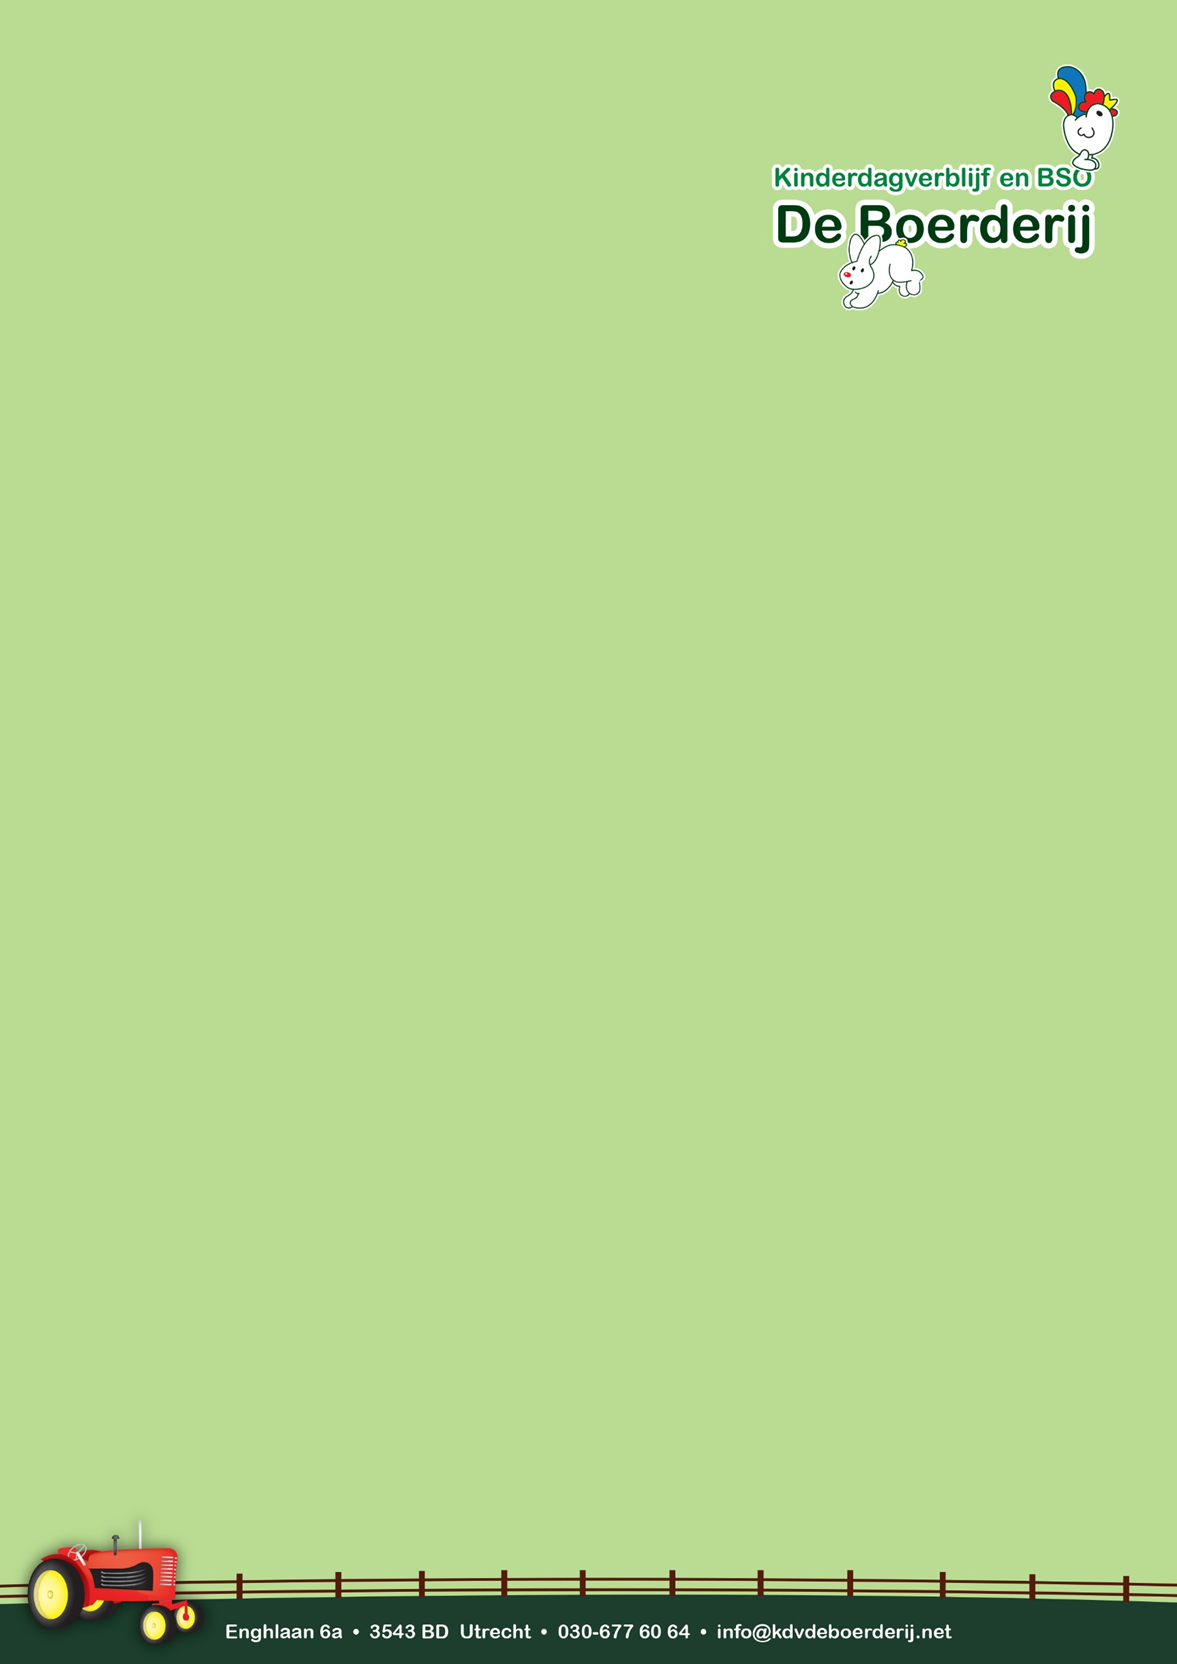 Kinderdagverblijf en BSO
De Boerderij
Enghlaan 6a • 3543 BD Utrecht • 030-677 60 64 • info@kdvdeboerderij.net